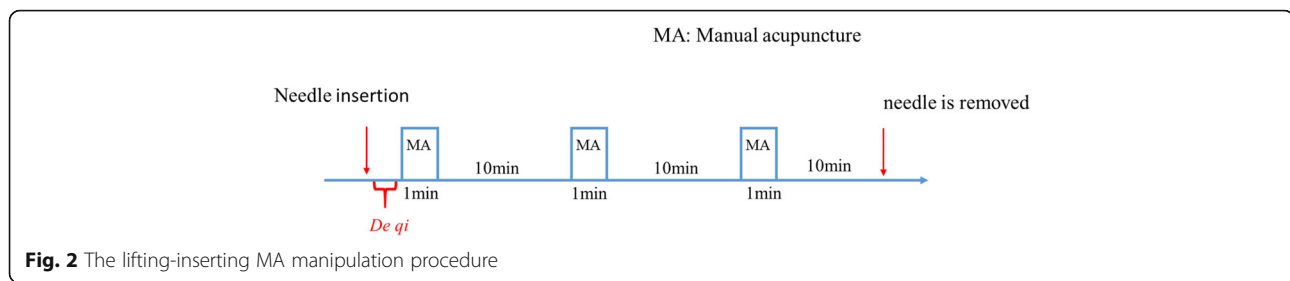 MA: Manual acupuncture
Needle insertion
needle is removed
MA
MA
MA
10min
10min
10min
1min
1min
1min
De qi
Fig. 2 The lifting-inserting MA manipulation procedure